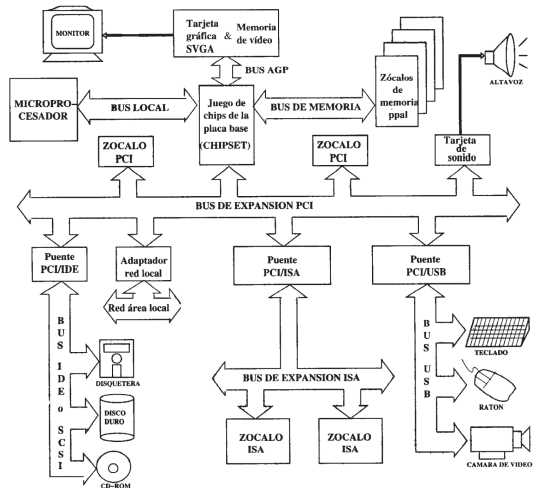 MONITOR
Tarjeta
gráfica
SVGA
&
Memoria
de vídeo
BUS AGP
ALTAVOZ
MICROPRO-
CESADOR
BUS LOCAL
Juego de
chips de la
placa base
(CHIPSET)
BUS DE MEMORIA
Zócalos
de
memoria
ppal
ZOCALO
PCI
ZOCALO
PCI
Tarjeta
de
sonido
BUS DE EXPANSION PCI
Puente
PCI/IDE
Adaptador
red local
Puente
PCI/ISA
Puente
PCI/USB
Red área local
BUS IDE o SCSI
DISQUETERA
DISCO
DURO
CD-ROM
BUS DE EXPANSION ISA
ZOCALO
ISA
ZOCALO
ISA
BUS USB
TECLADO
RATON
CAMARA DE VIDEO